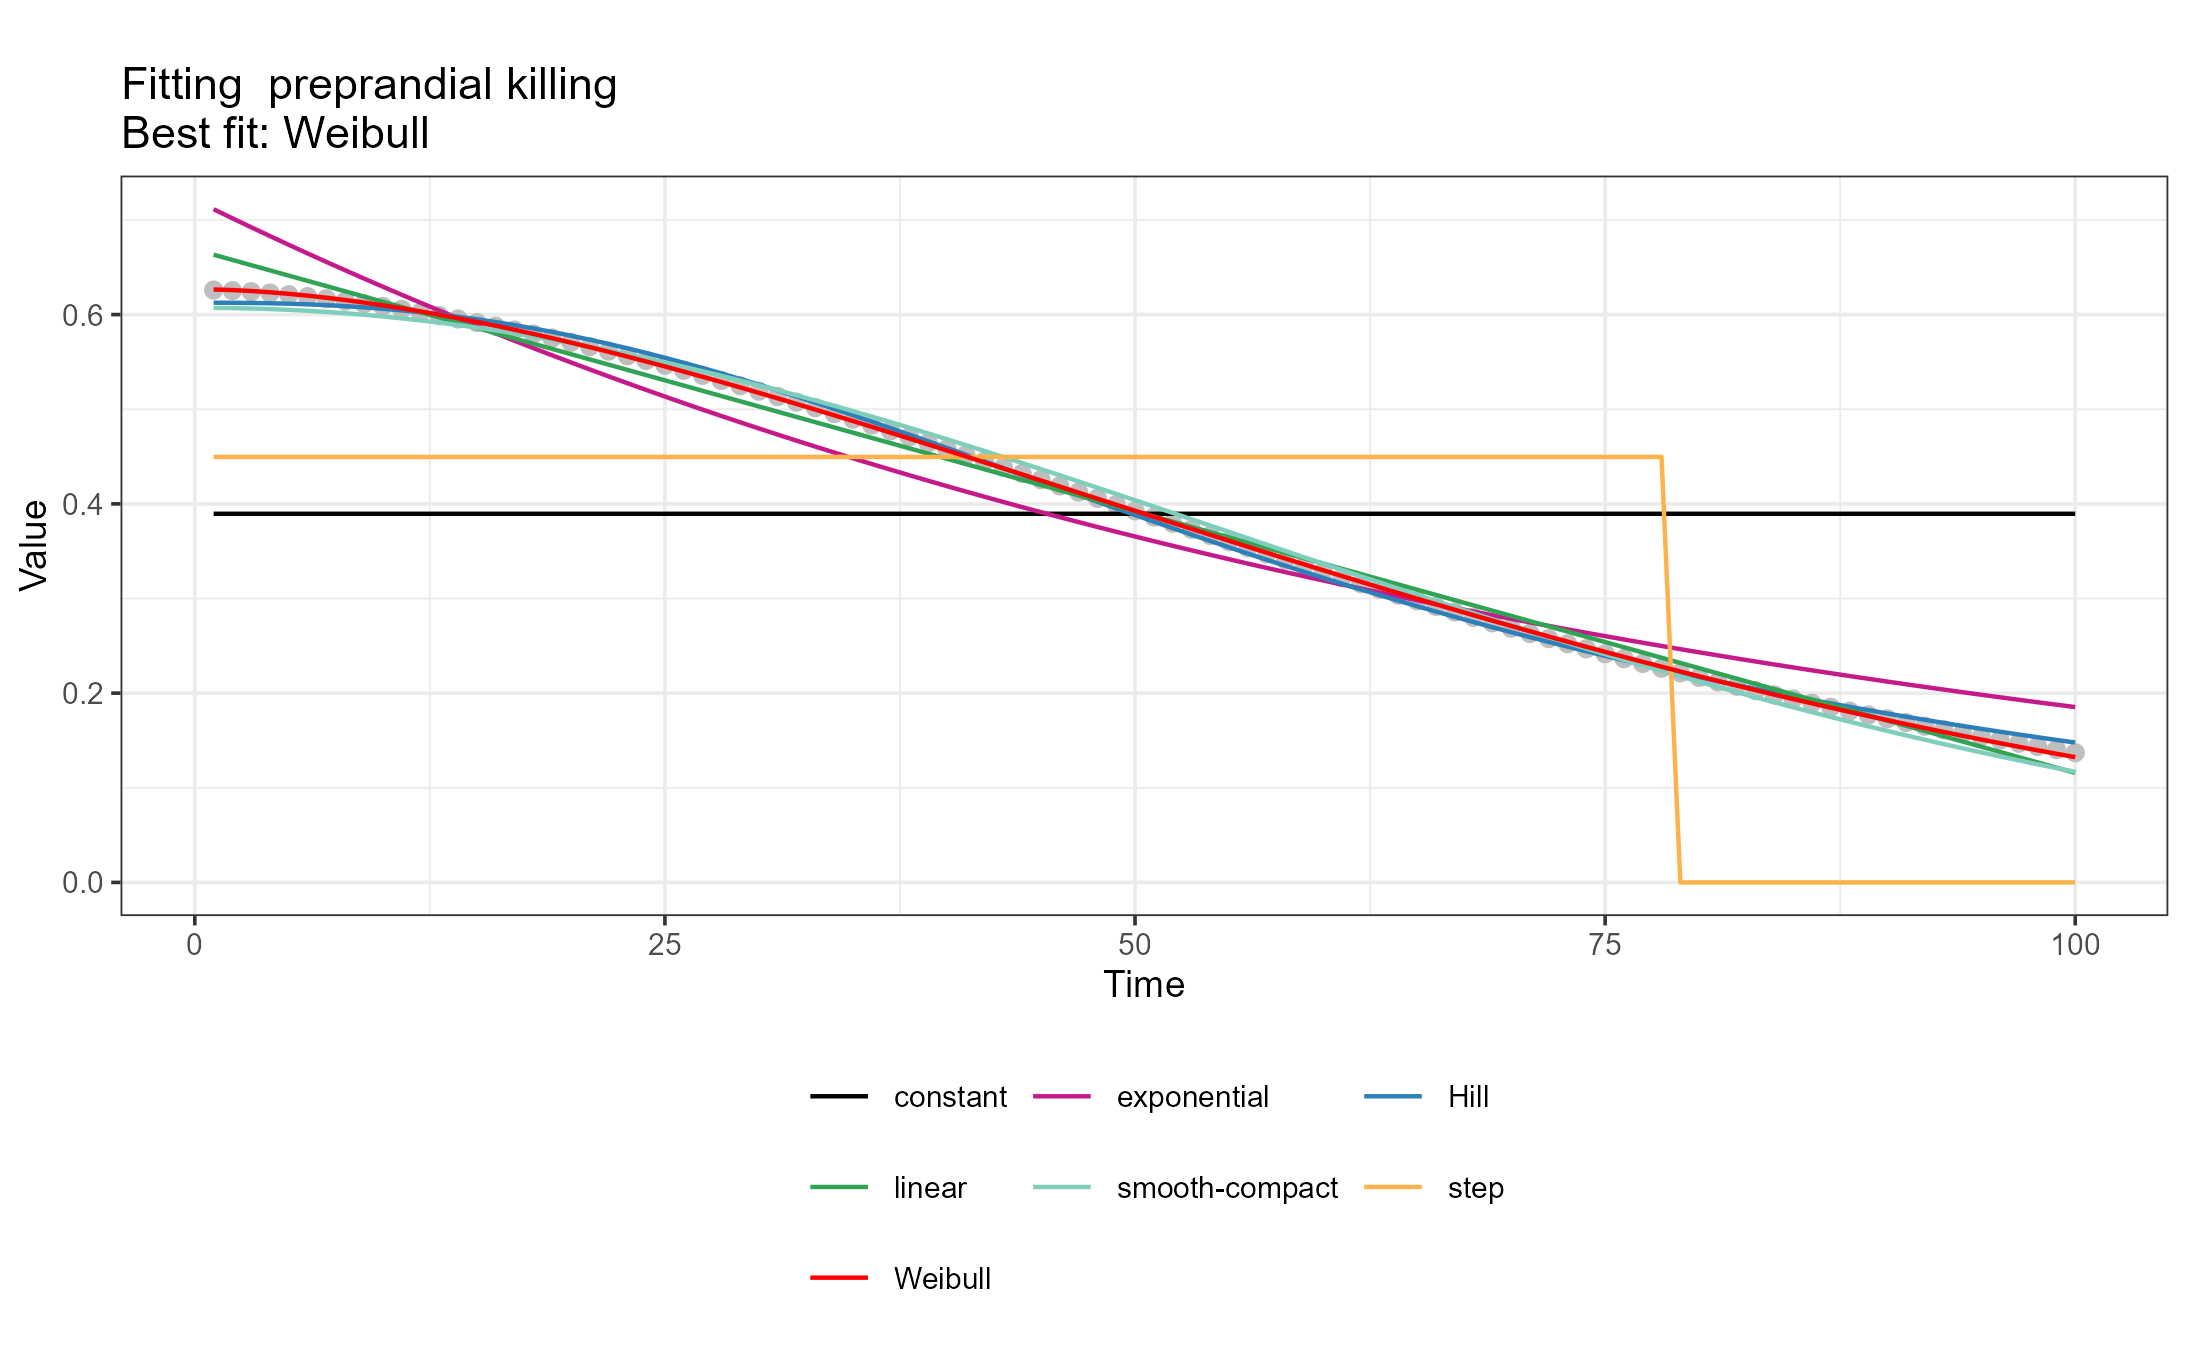 Fitting  preprandial killing
Best fit: Weibull
Value
0.6
0.4
0.2
0.0
0 25 50 75 100
Time
constant exponential Hill
linear smooth-compact step
Weibull